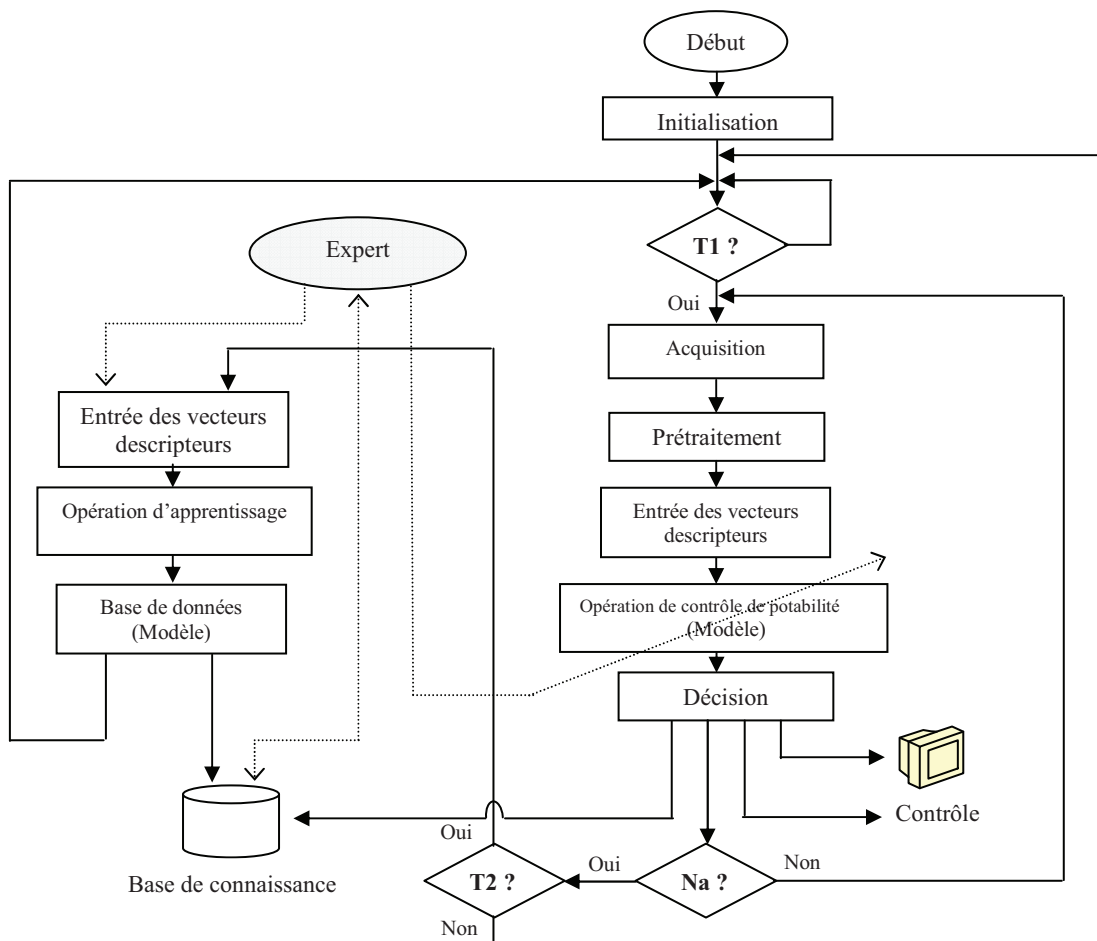 Début
Initialisation
T1 ?
Oui
Expert
Acquisition
Prétraitement
Entrée des vecteurs
descripteurs
Opération de contrôle de potabilité
(Modèle)
Décision
Contrôle
Entrée des vecteurs
descripteurs
Opération d'apprentissage
Base de données
(Modèle)
Base de connaissance
Oui
T2 ?
Non
Oui
Na ?
Non